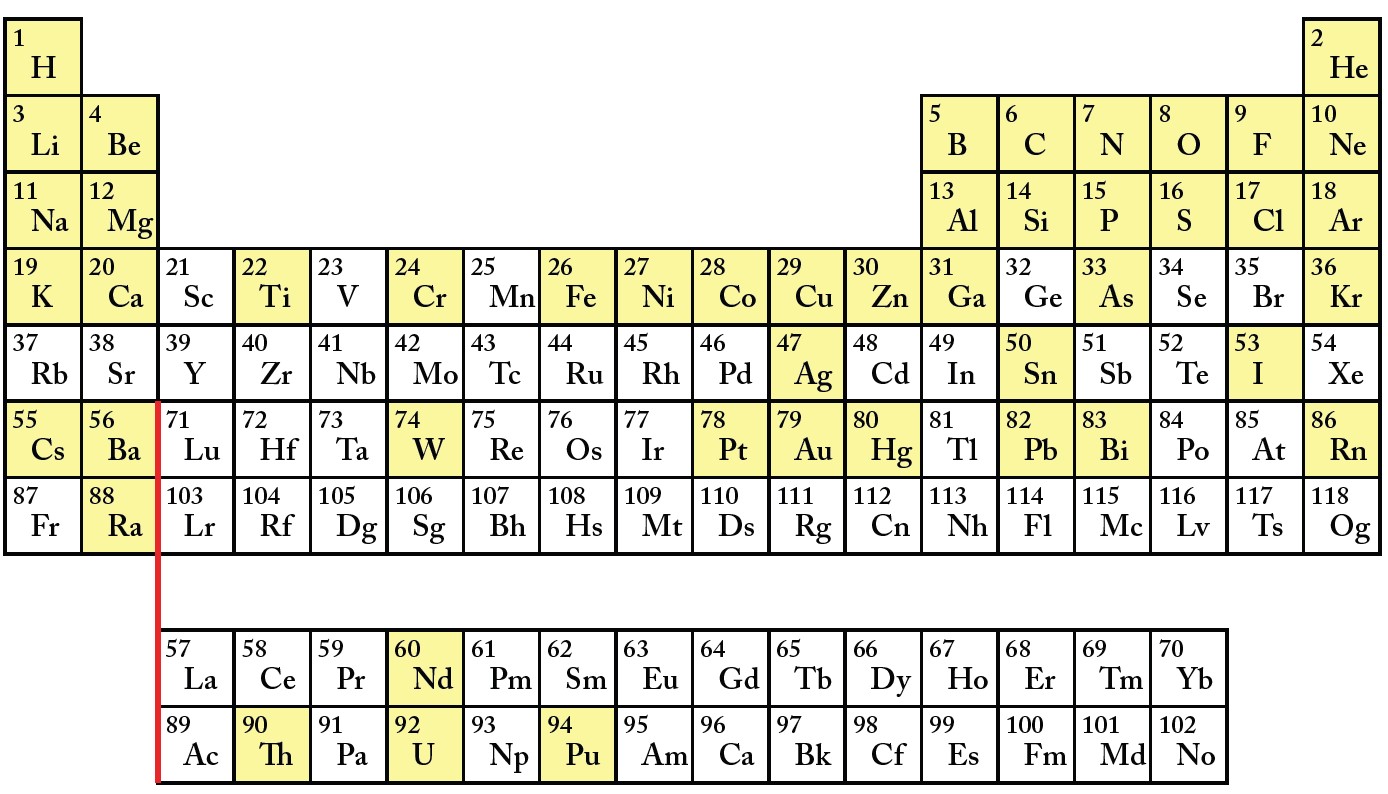 1 2
H He
3 4 5 6 7 8 9 10
Li Be B C N O F Ne
11 12 13 14 15 16 17 18
Na Mg Al Si P S Cl Ar
19 20 21 22 23 24 25 26 27 28 29 30 31 32 33 34 35 36
K Ca Sc Ti V Cr Mn Fe Ni Co Cu Zn Ga Ge As Se Br Kr
37 38 39 40 41 42 43 44 45 46 47 48 49 50 51 52 53 54
Rb Sr Y Zr Nb Mo Tc Ru Rh Pd Ag Cd In Sn Sb Te I Xe
55 56 71 72 73 74 75 76 77 78 79 80 81 82 83 84 85 86
Cs Ba Lu Hf Ta W Re Os Ir Pt Au Hg Tl Pb Bi Po At Rn
87 88 103 104 105 106 107 108 109 110 111 112 113 114 115 116 117 118
Fr Ra Lr Rf Dg Sg Bh Hs Mt Ds Rg Cn Nh Fl Mc Lv Ts Og
57 58 59 60 61 62 63 64 65 66 67 68 69 70
La Ce Pr Nd Pm Sm Eu Gd Tb Dy Ho Er Tm Yb
89 90 91 92 93 94 95 96 97 98 99 100 101 102
Ac Th Pa U Np Pu Am Ca Bk Cf Es Fm Md No